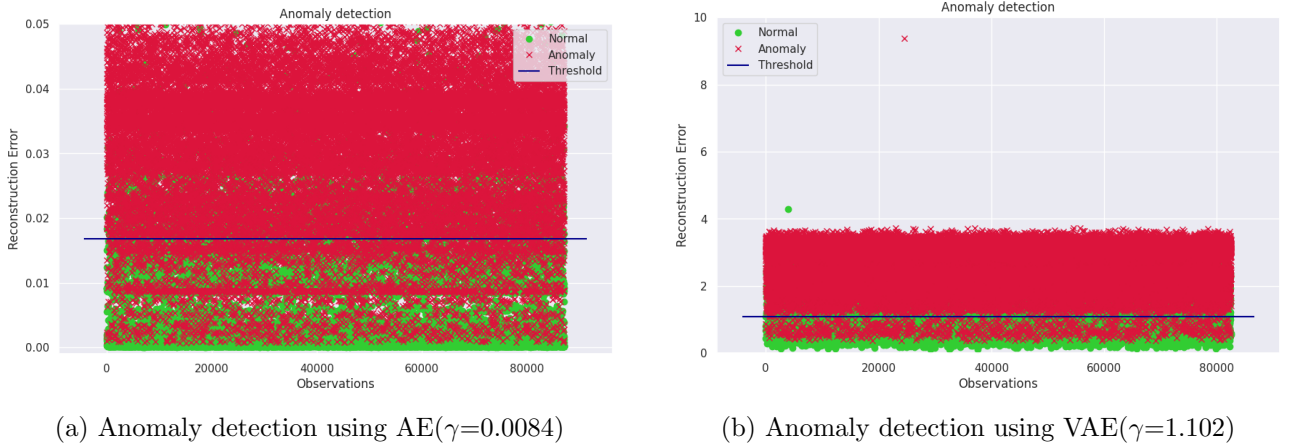 Anomaly detection
0.05
0.04
0.03
0.02
0.01
0.00
Reconstruction Error
Normal
Anomaly
Threshold
0 20000 40000 60000 80000
Observations
(a) Anomaly detection using AE(γ=0.0084)
Anomaly detection
10
8
6
4
2
0
Reconstruction Error
Normal
Anomaly
Threshold
0 20000 40000 60000 80000
Observations
(b) Anomaly detection using VAE(γ=1.102)